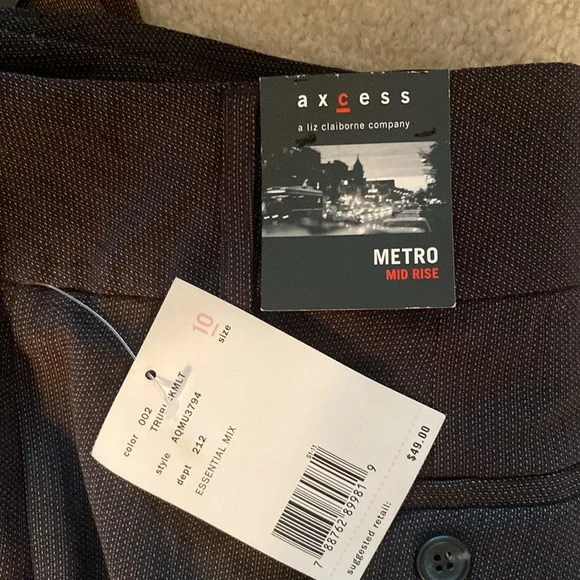 axcess
a liz claiborne company
METRO
MID RISE
10
size
color 002
style AQMU3794
dept 212
ESSENTIAL MIX
7 88762 89981 9
suggested retail:
$49.00